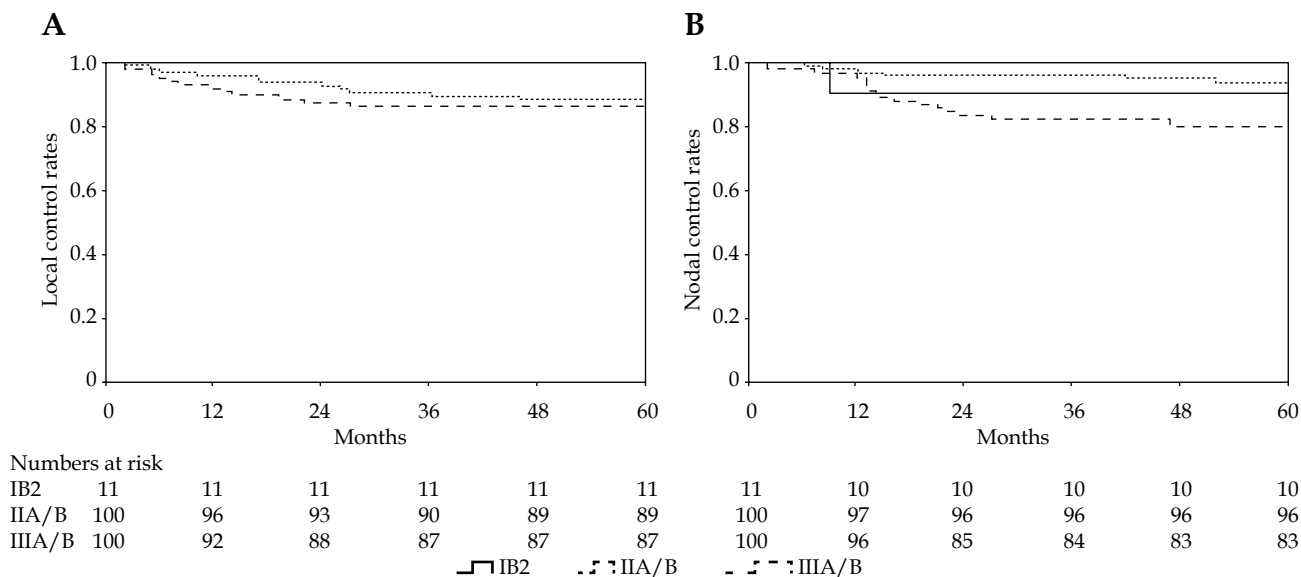 A B
1.0 1.0
0.8 0.8
0.6 0.6
0.4 0.4
0.2 0.2
0 0
Local control rates Nodal control rates
0 12 24 36 48 60 0 12 24 36 48 60
Months Months
Numbers at risk
IB2 11 11 11 11 11 11 11 10 10 10 10 10
IIA/B 100 96 93 90 89 89 100 97 96 96 96 96
IIIA/B 100 92 88 87 87 87 100 96 85 84 83 83
IB2 IIA/B IIIA/B